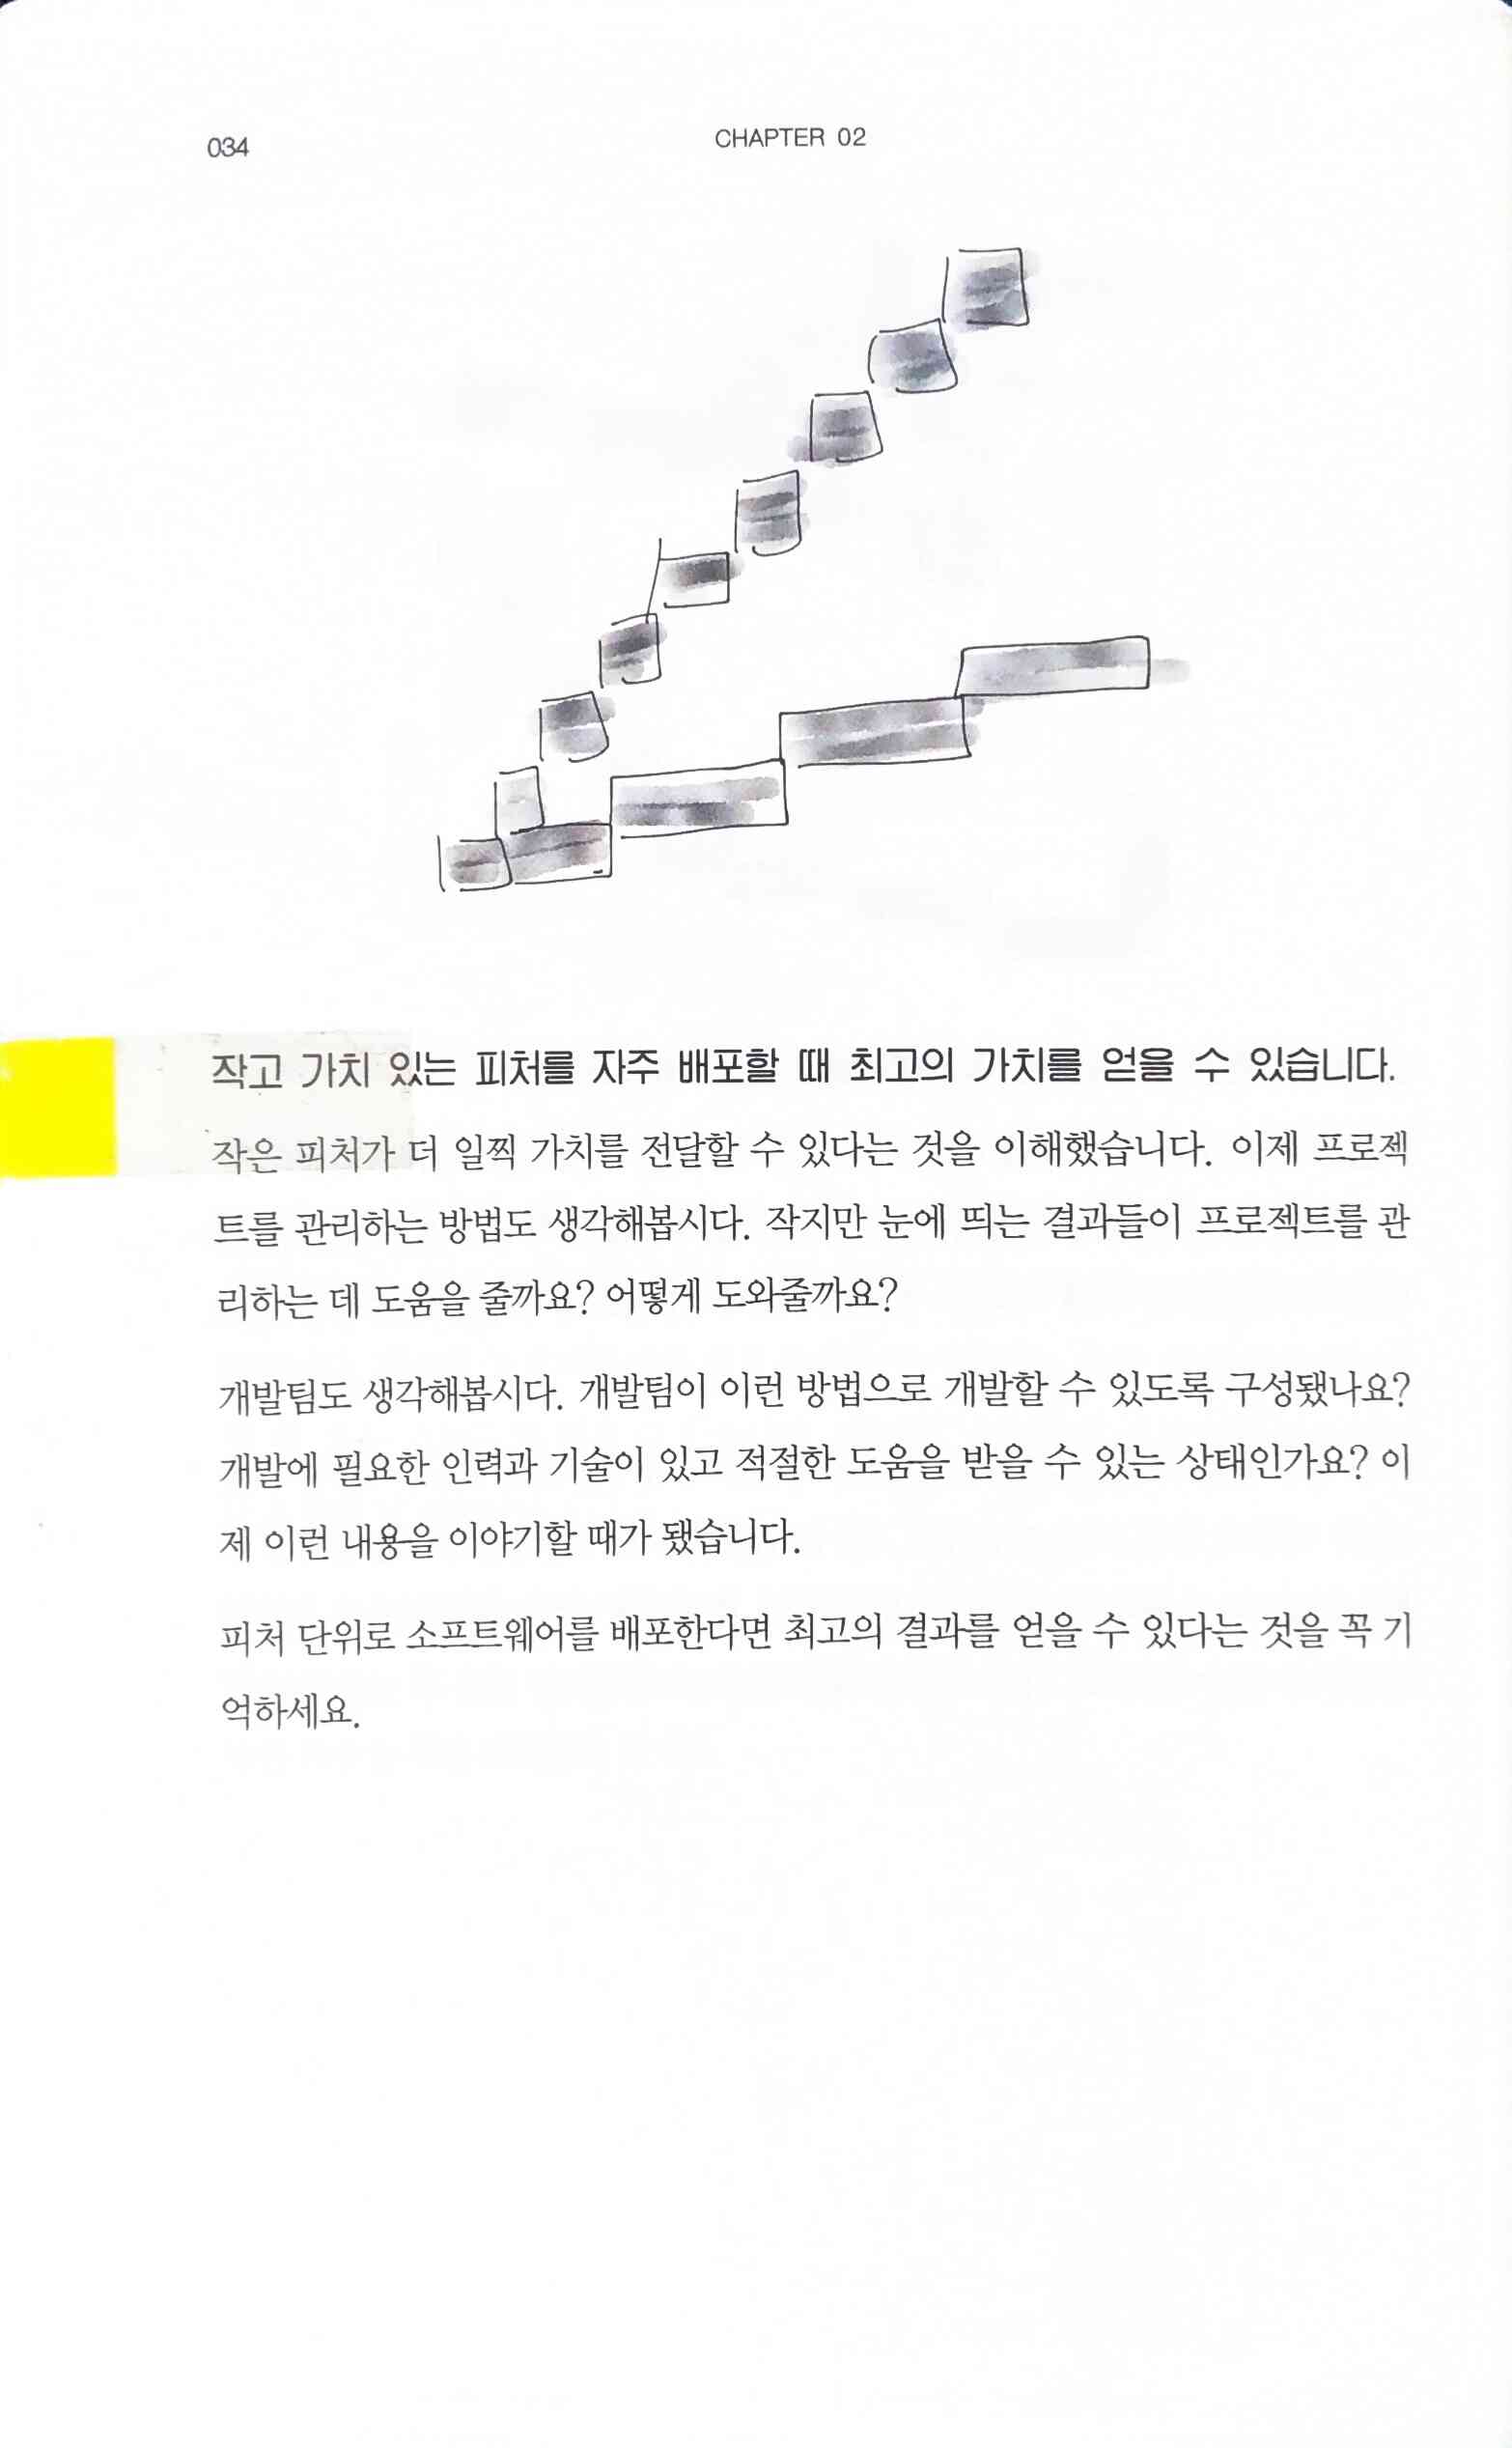 034
CHAPTER 02
작고 가치 있는 피처를 자주 배포할 때 최고의 가치를 얻을 수 있습니다.
작은 피처가 더 일찍 가치를 전달할 수 있다는 것을 이해했습니다. 이제 프로젝
트를 관리하는 방법도 생각해봅시다. 작지만 눈에 띄는 결과들이 프로젝트를 관
리하는 데 도움을 줄까요? 어떻게 도와줄까요?
개발팀도 생각해봅시다. 개발팀이 이런 방법으로 개발할 수 있도록 구성됐나요?
개발에 필요한 인력과 기술이 있고 적절한 도움을 받을 수 있는 상태인가요? 이
제 이런 내용을 이야기할 때가 됐습니다.
피처 단위로 소프트웨어를 배포한다면 최고의 결과를 얻을 수 있다는 것을 꼭 기
억하세요.